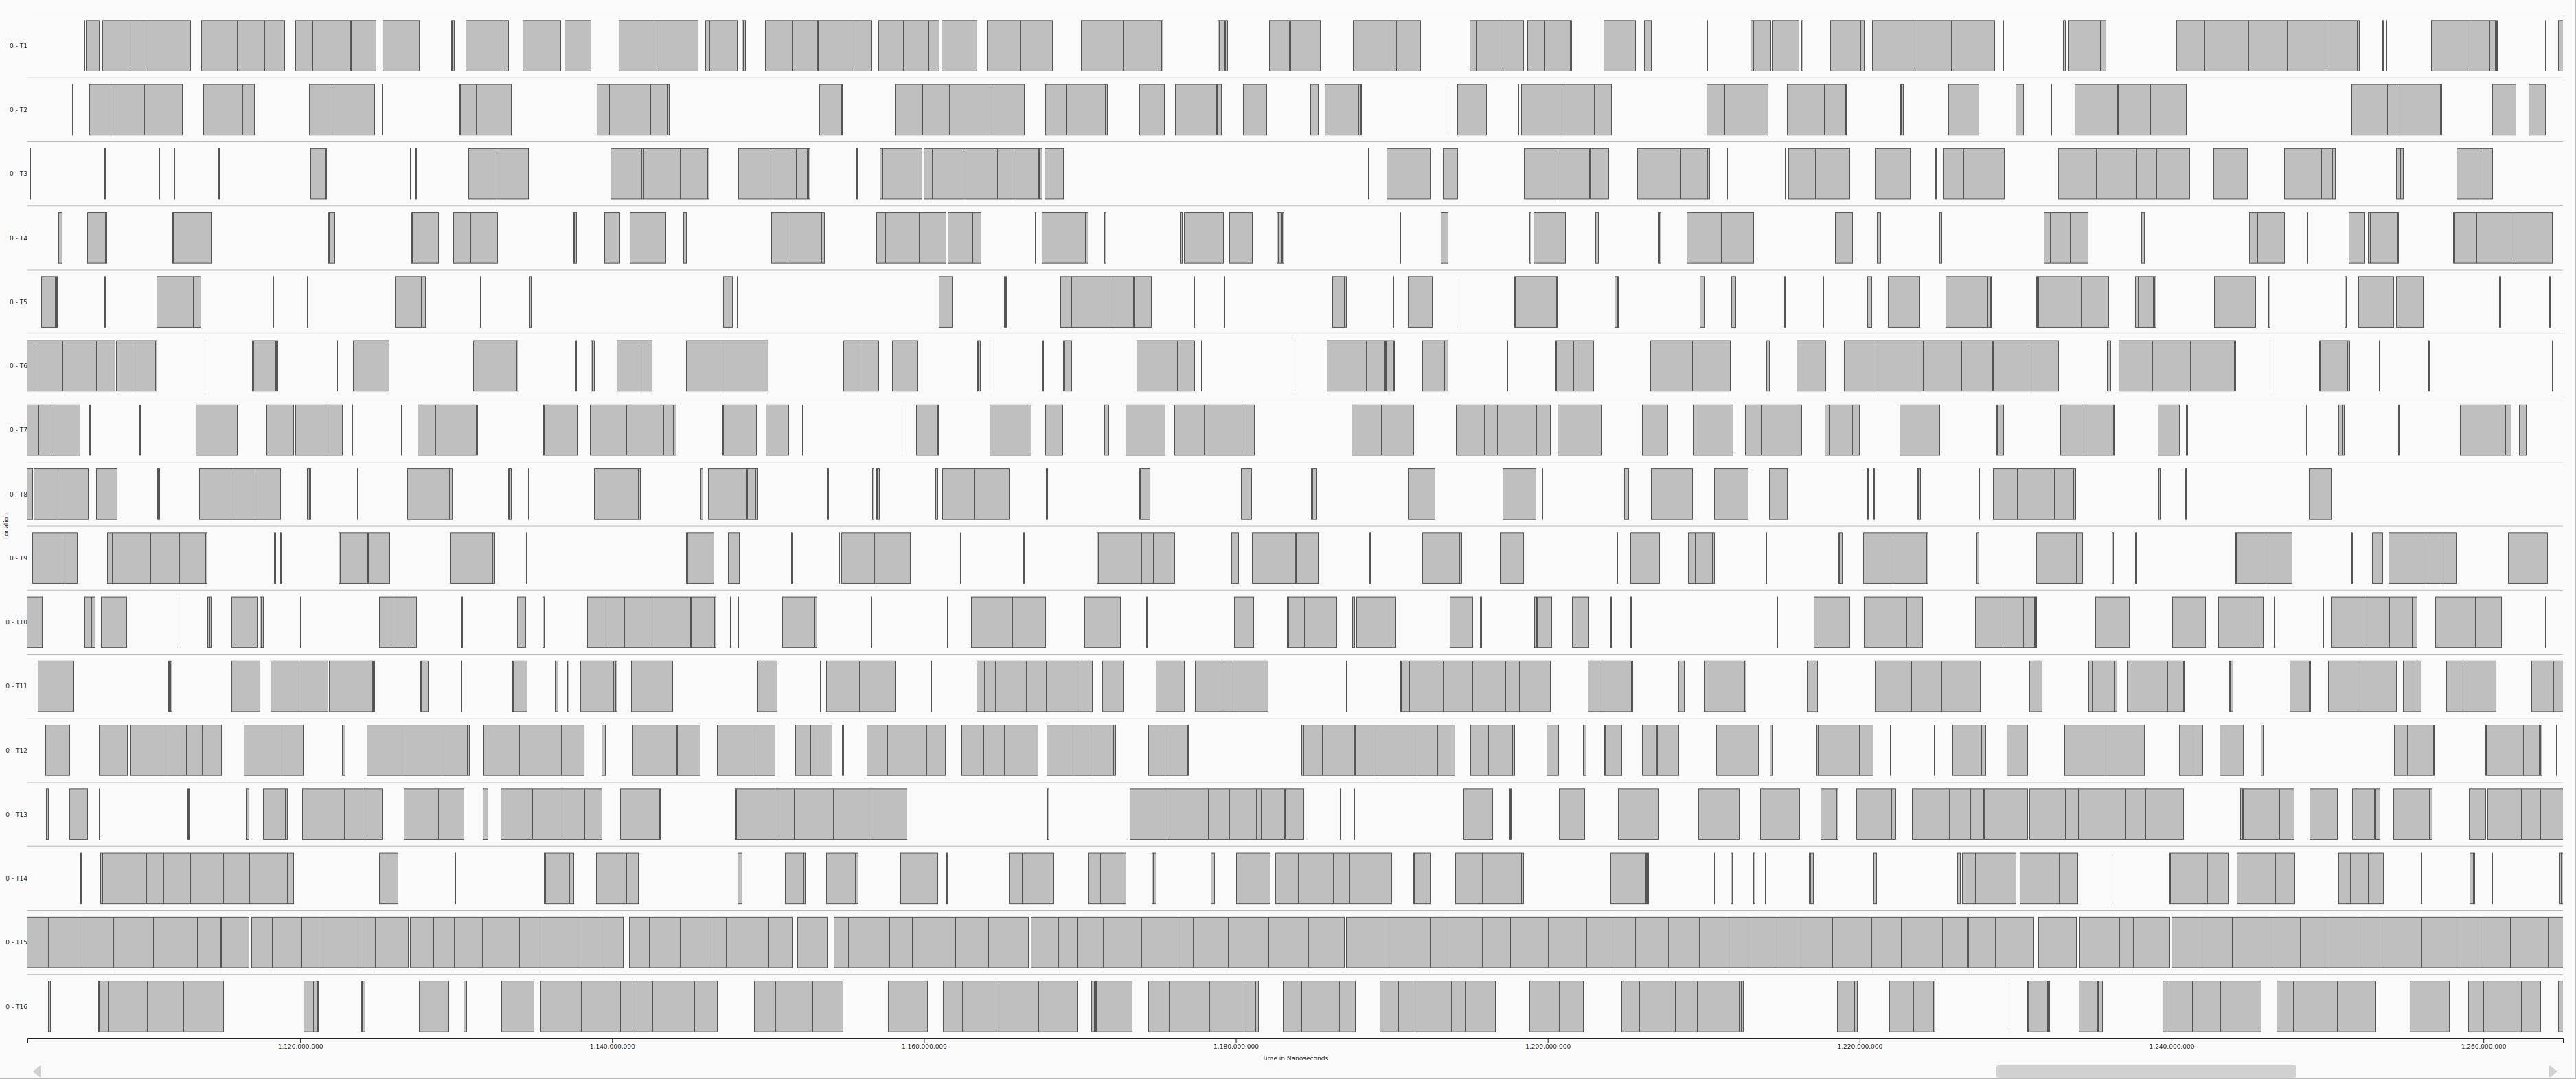 0 - T1
0 - T2
0 - T3
0 - T4
0 - T5
0 - T6
0 - T7
0 - T8
Location
0 - T9
0 - T10
0 - T11
0 - T12
0 - T13
0 - T14
0 - T15
0 - T16
1,120,000,000 1,140,000,000 1,160,000,000 1,180,000,000 1,200,000,000 1,220,000,000 1,240,000,000 1,260,000,000
Time in Nanoseconds